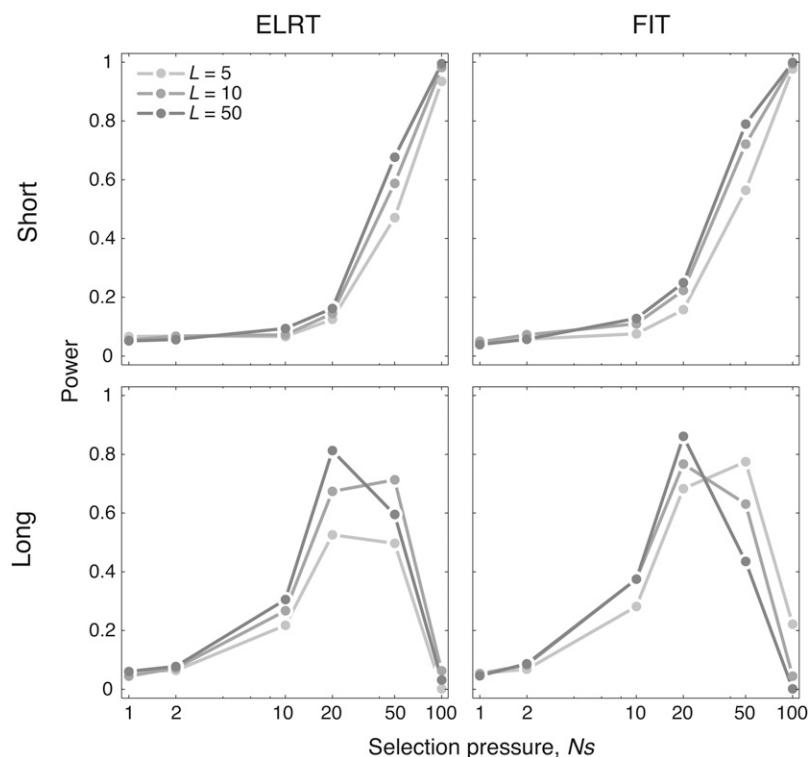 ELRT FIT
Short
1
0.8
0.6
0.4
0.2
0
L = 5
L = 10
L = 50
Power
Long
1
0.8
0.6
0.4
0.2
0
1 2 10 20 50 100 1 2 10 20 50 100
Selection pressure, Ns